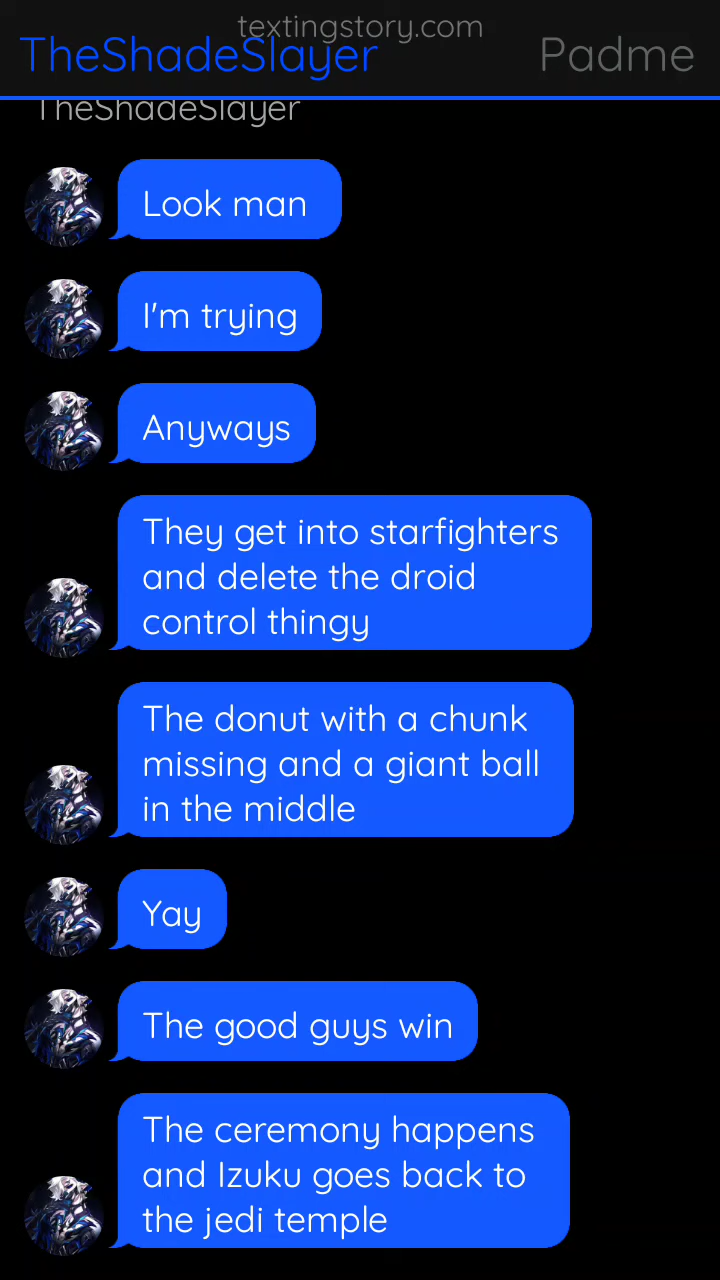 textingstory.com
TheShadeSlayer
Padme
TheShadeSlayer
Look man
I'm trying
Anyways
They get into starfighters
and delete the droid
control thingy
The donut with a chunk
missing and a giant ball
in the middle
Yay
The good guys win
The ceremony happens
and Izuku goes back to
the jedi temple